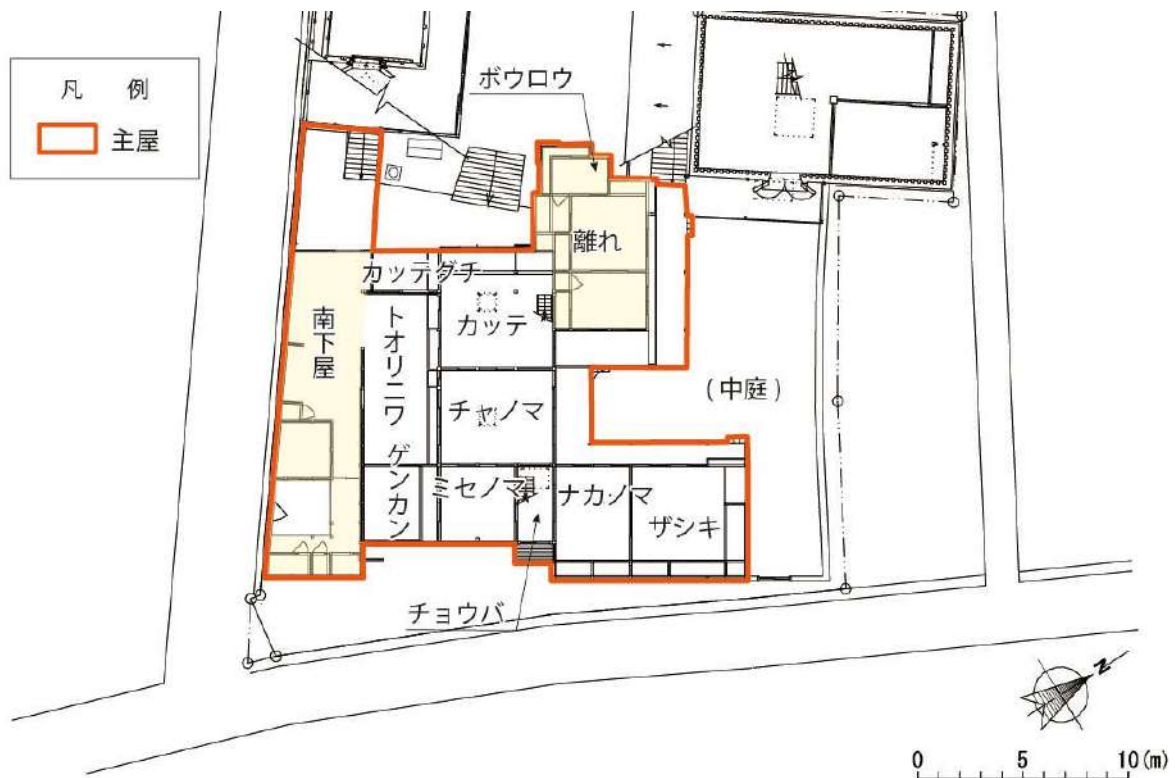 凡 例
主屋
ボウロウ
離れ
カッテグチ
南下屋
トオリニワ
カッテ
チャノマ
(中庭)
ゲンカン
ミセノマ
ナカノマ
ザシキ
チョウバ
N
0 5 10(m)